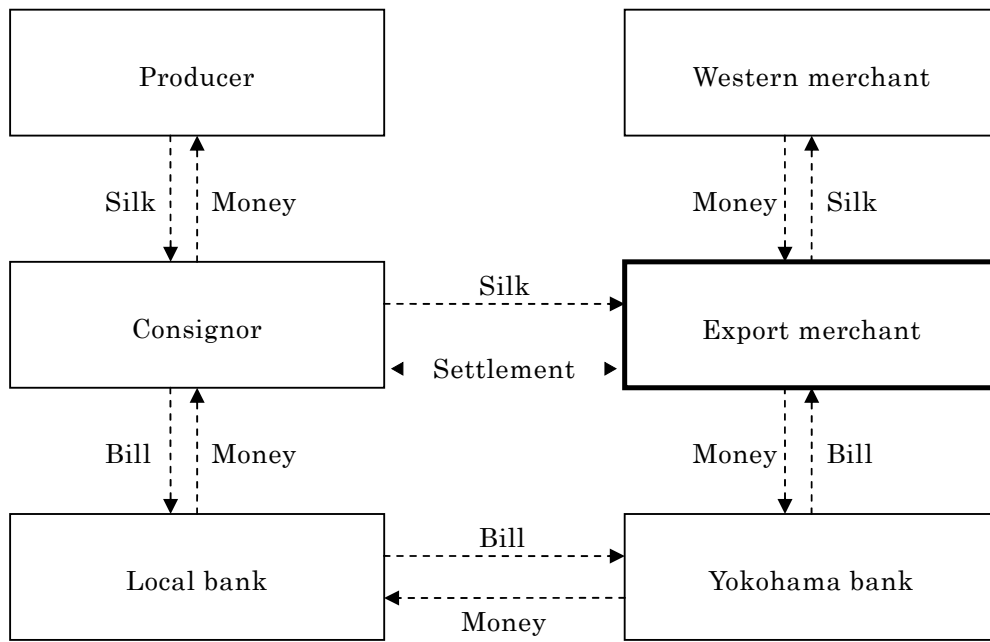 Producer
Western merchant
Silk
Money
Money
Silk
Consignor
Silk
Settlement
Export merchant
Bill
Money
Money
Bill
Local bank
Bill
Money
Yokohama bank